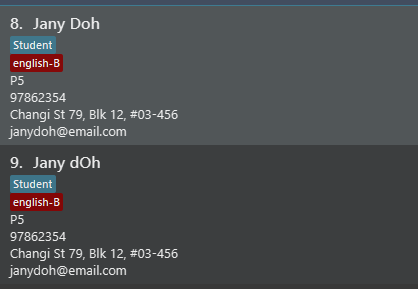 8. Jany Doh
Student
english-B
P5
97862354
Changi St 79, Blk 12, #03-456
janydoh@email.com
9. Jany dOh
Student
english-B
P5
97862354
Changi St 79, Blk 12, #03-456
janydoh@email.com